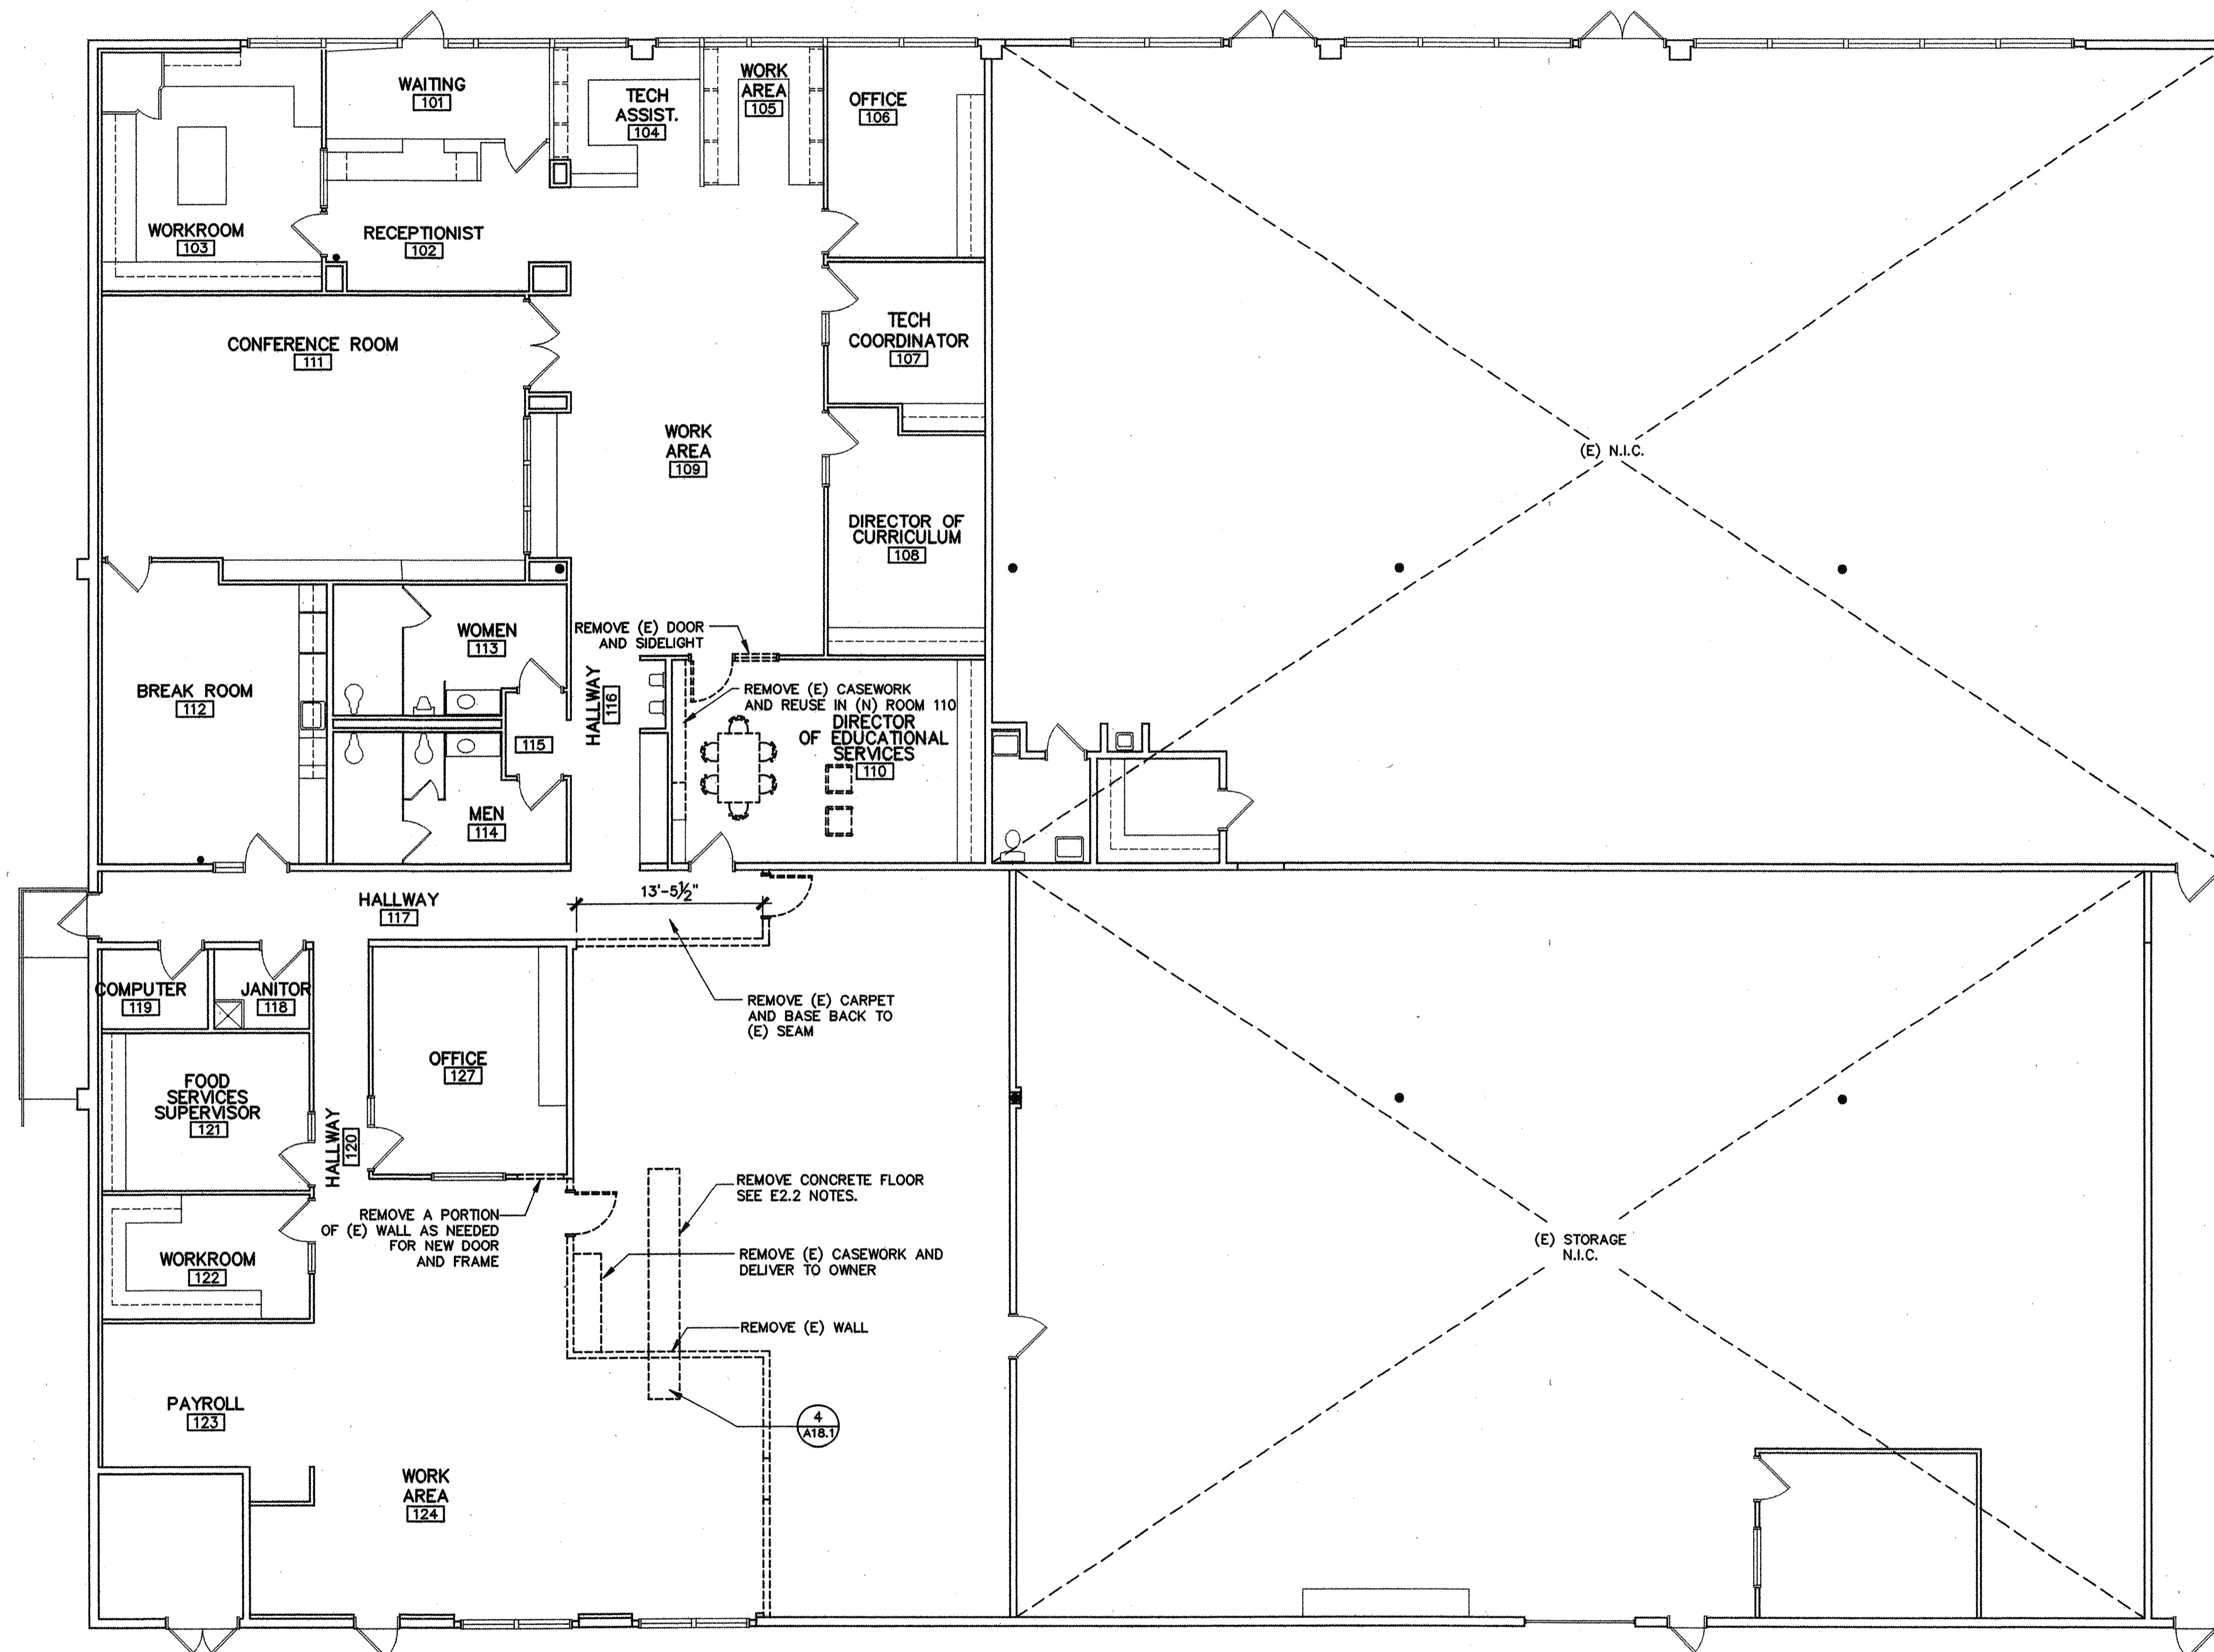 WAITING
101
TECH
ASSIST.
104
WORK
AREA
105
OFFICE
106
WORKROOM
103
RECEPTIONIST
102
CONFERENCE ROOM
111
TECH
COORDINATOR
107
WORK
AREA
109
(E) N.I.C.
DIRECTOR OF
CURRICULUM
108
WOMEN
113
REMOVE (E) DOOR
AND SIDELIGHT
BREAK ROOM
112
HALLWAY
116
REMOVE (E) CASEWORK
AND REUSE IN (N) ROOM 110
DIRECTOR
OF EDUCATIONAL
SERVICES
110
115
MEN
114
HALLWAY
117
13'-5½"
COMPUTER
119
JANITOR
118
REMOVE (E) CARPET
AND BASE BACK TO
(E) SEAM
OFFICE
127
FOOD
SERVICES
SUPERVISOR
121
HALLWAY
120
REMOVE CONCRETE FLOOR
SEE E2.2 NOTES.
REMOVE A PORTION
OF (E) WALL AS NEEDED
FOR NEW DOOR
AND FRAME
(E) STORAGE
N.I.C.
WORKROOM
122
REMOVE (E) CASEWORK AND
DELIVER TO OWNER
REMOVE (E) WALL
PAYROLL
123
4
A18.1
WORK
AREA
124